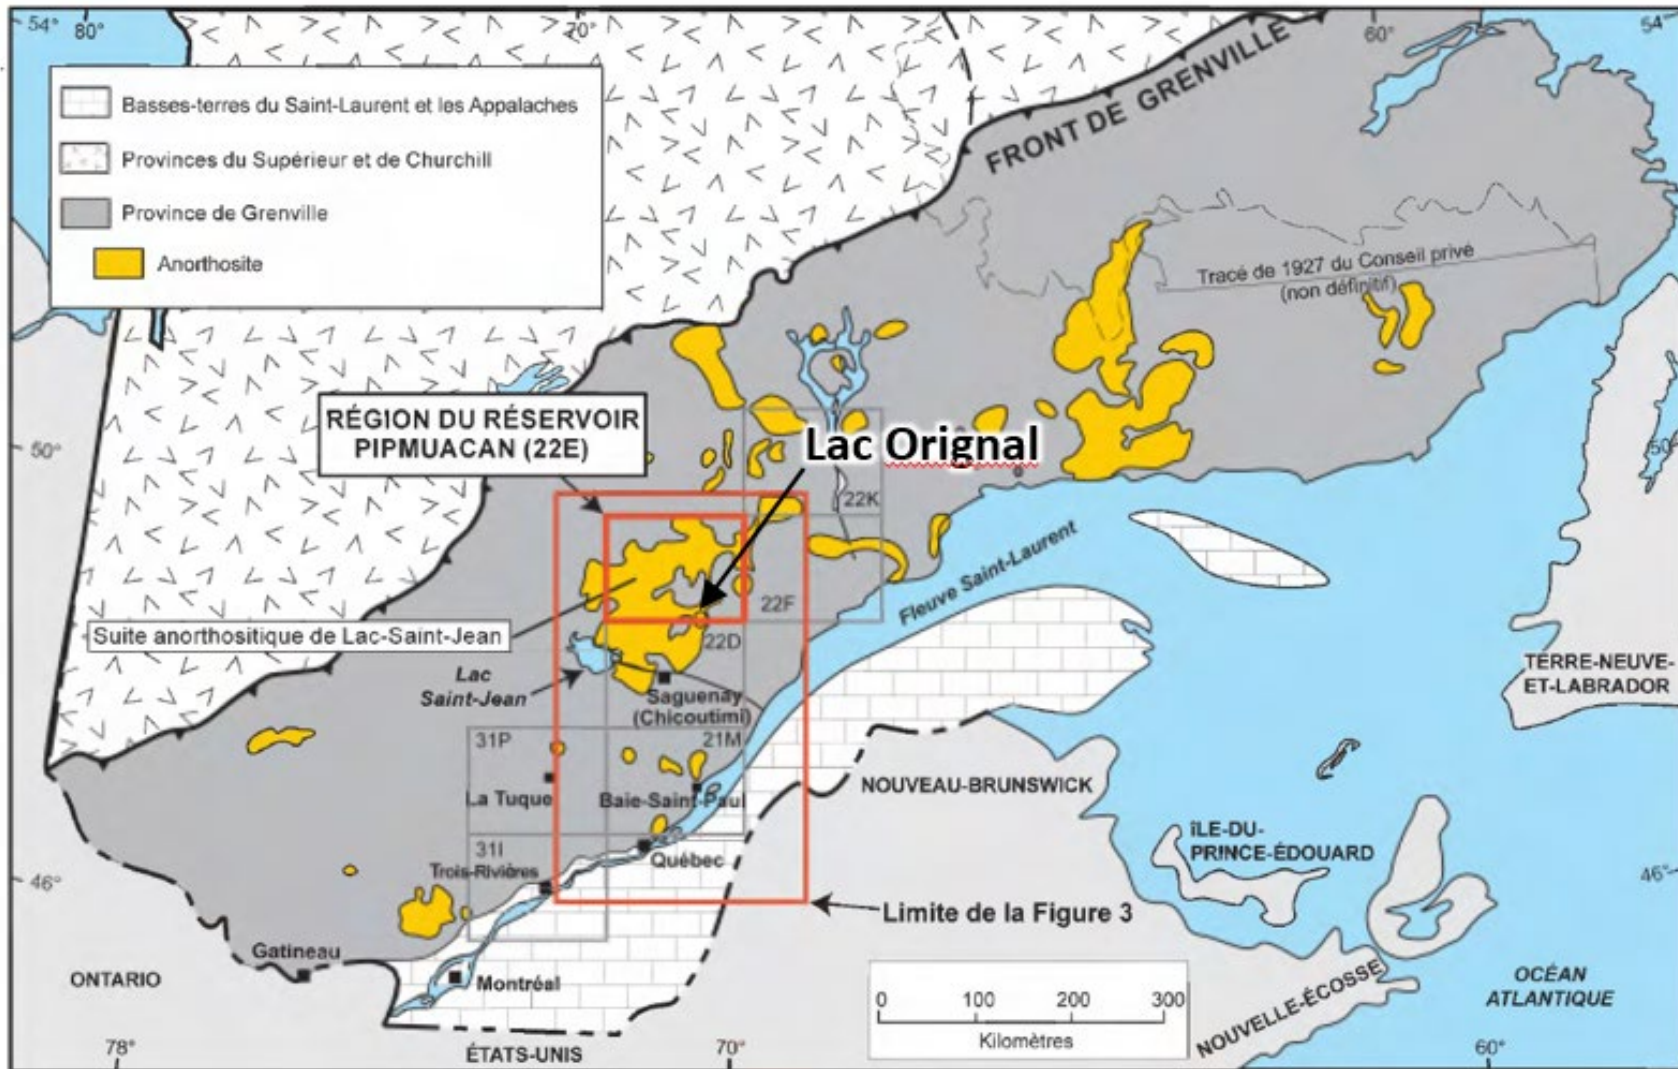 54°
80°
70°
60°
54°
Basses-terres du Saint-Laurent et les Appalaches
Provinces du Supérieur et de Churchill
Province de Grenville
Anorthosite
FRONT DE GRENVILLE
Tracé de 1927 du Conseil privé
(non définitif)
RÉGION DU RÉSERVOIR
PIPMUACAN (22E)
Lac Orignal
50°
50°
22K
22F
22D
Fleuve Saint-Laurent
Suite anorthositique de Lac-Saint-Jean
Lac
Saint-Jean
Saguenay
(Chicoutimi)
TERRE-NEUVE-
ET-LABRADOR
31P
21M
La Tuque
Baie-Saint-Paul
NOUVEAU-BRUNSWICK
ÎLE-DU-
PRINCE-ÉDOUARD
31I
Trois-Rivières
Québec
46°
46°
Limite de la Figure 3
Gatineau
ONTARIO
Montréal
0 100 200 300
Kilomètres
NOUVELLE-ÉCOSSE
OCÉAN
ATLANTIQUE
78°
ÉTATS-UNIS
70°
60°